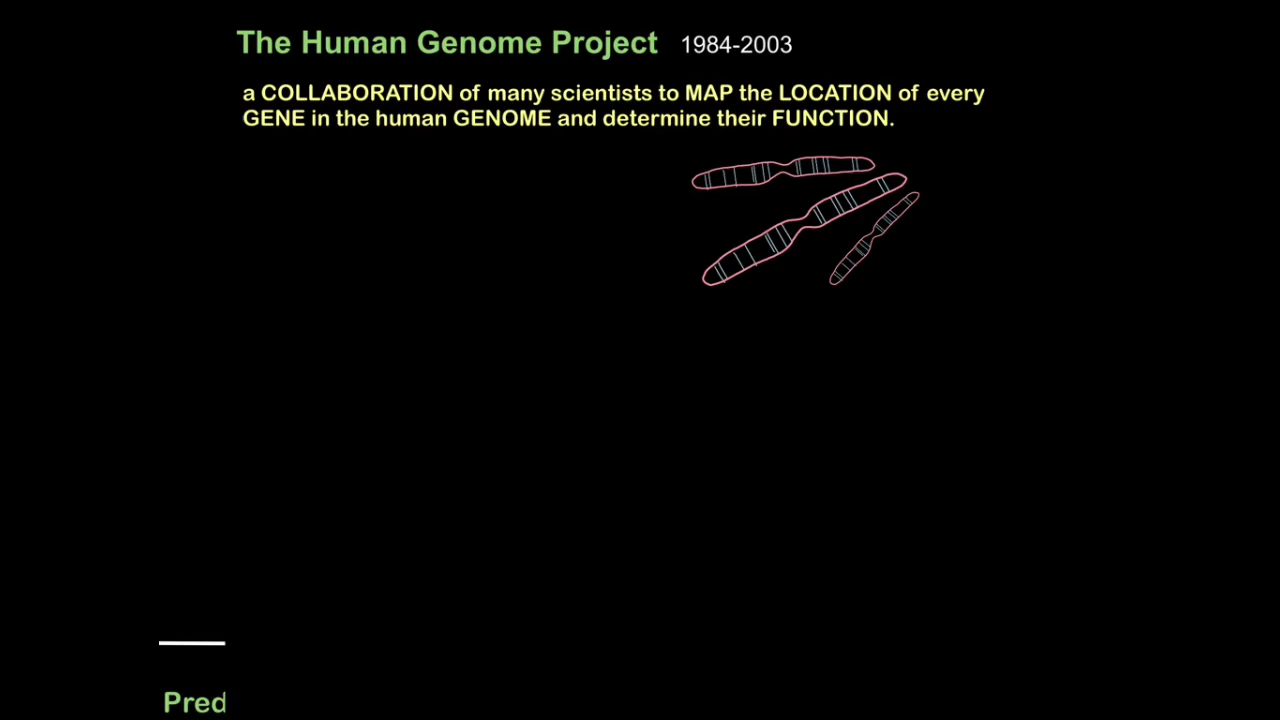 The Human Genome Project 1984-2003
a COLLABORATION of many scientists to MAP the LOCATION of every
GENE in the human GENOME and determine their FUNCTION.
Pred